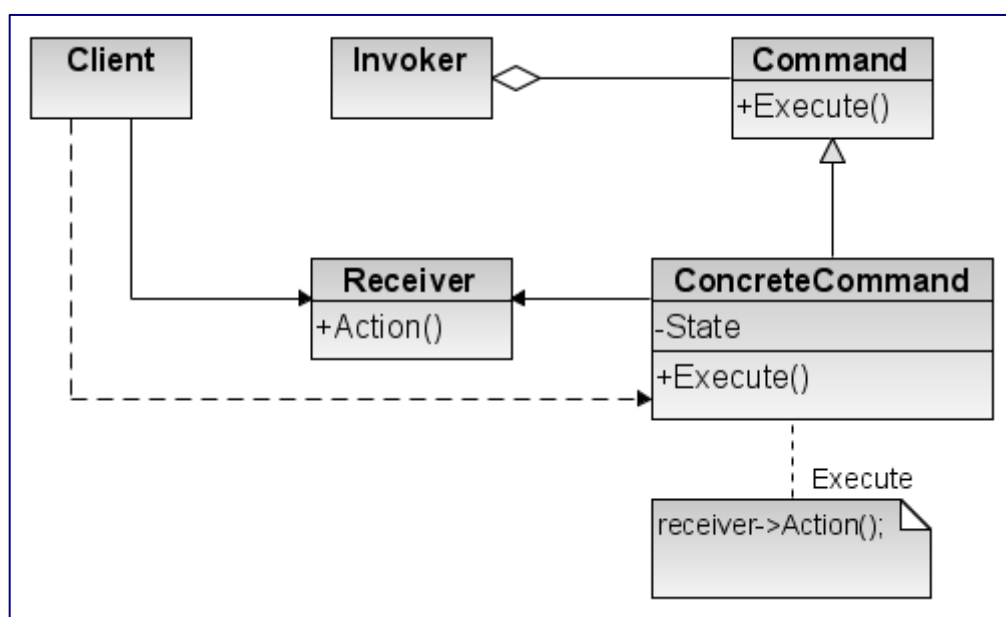 Client
Invoker
Command
+Execute()
Receiver
+Action()
ConcreteCommand
-State
+Execute()
Execute
receiver->Action();